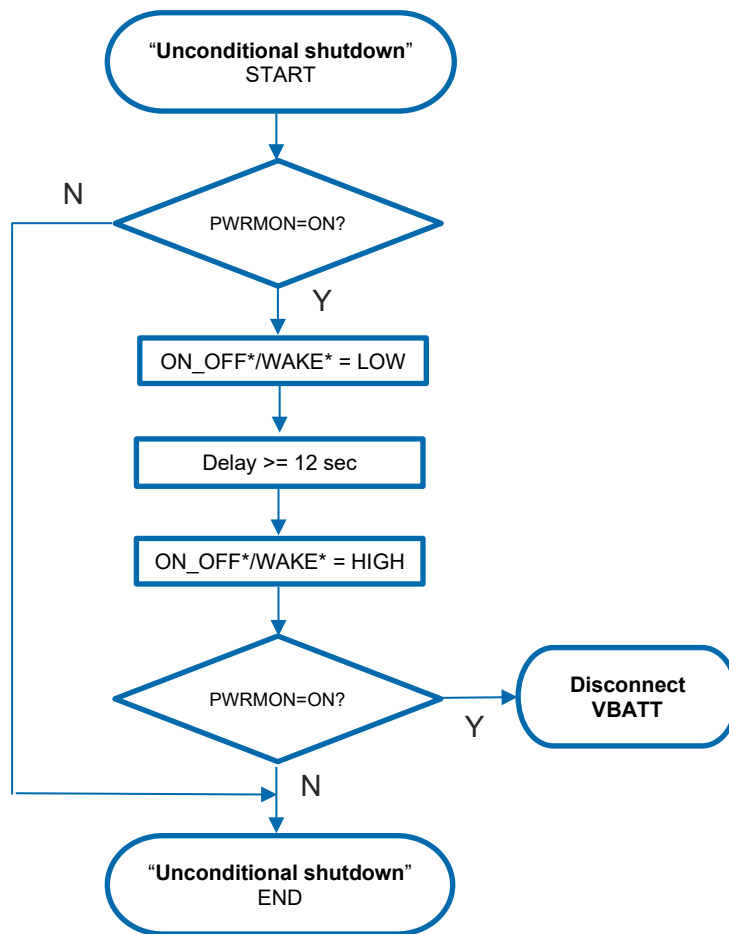 “Unconditional shutdown”
START
N
PWRMON=ON?
Y
ON_OFF*/WAKE* = LOW
Delay >= 12 sec
ON_OFF*/WAKE* = HIGH
PWRMON=ON?
Y
Disconnect
VBATT
N
“Unconditional shutdown”
END